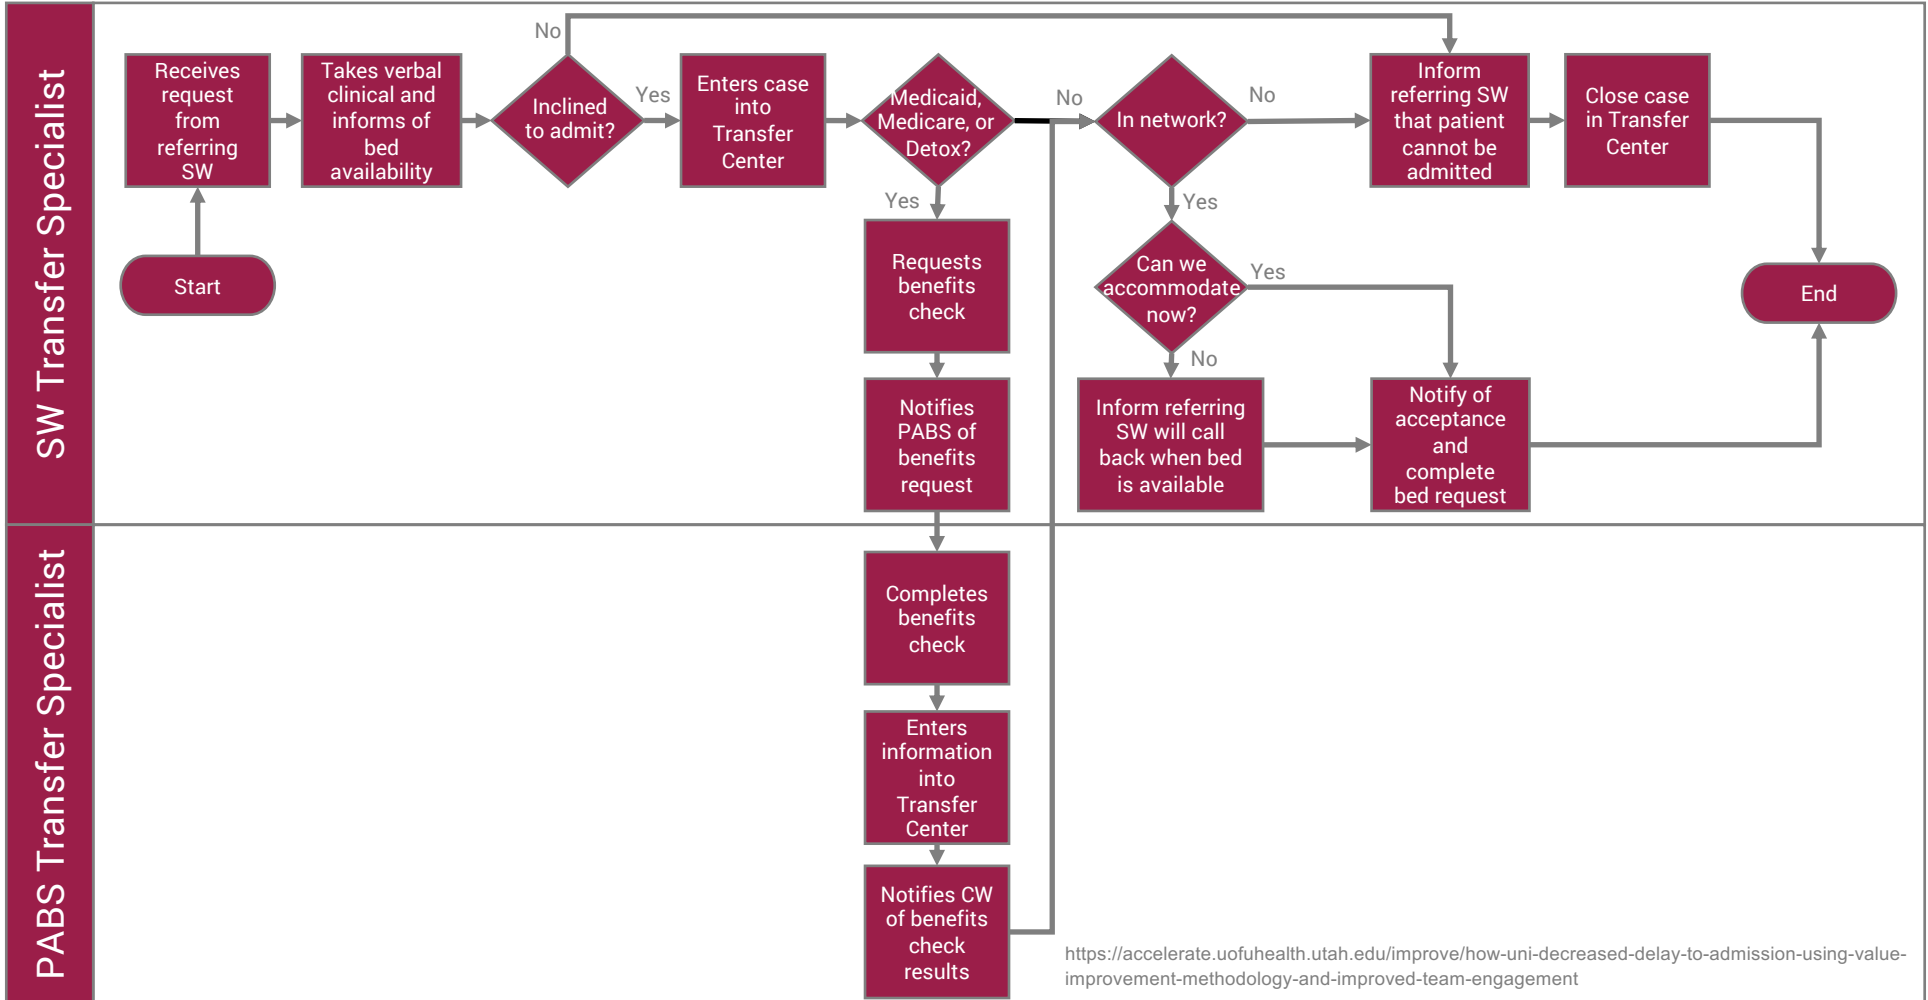 SW Transfer Specialist
Start
Receives
request
from
referring
SW
Takes verbal
clinical and
informs of
bed
availability
Inclined
to admit?
No
Yes
Enters case
into
Transfer
Center
Medicaid,
Medicare, or
Detox?
No
Yes
Requests
benefits
check
Notifies
PABS of
benefits
request
In network?
No
Yes
Can we
accommodate
now?
Yes
No
Inform referring
SW will call
back when bed
is available
Inform
referring SW
that patient
cannot be
admitted
Close case
in Transfer
Center
Notify of
acceptance
and
complete
bed request
End
PABS Transfer Specialist
Completes
benefits
check
Enters
information
into
Transfer
Center
Notifies CW
of benefits
check
results
https://accelerate.uofuhealth.utah.edu/improve/how-uni-decreased-delay-to-admission-using-value-
improvement-methodology-and-improved-team-engagement